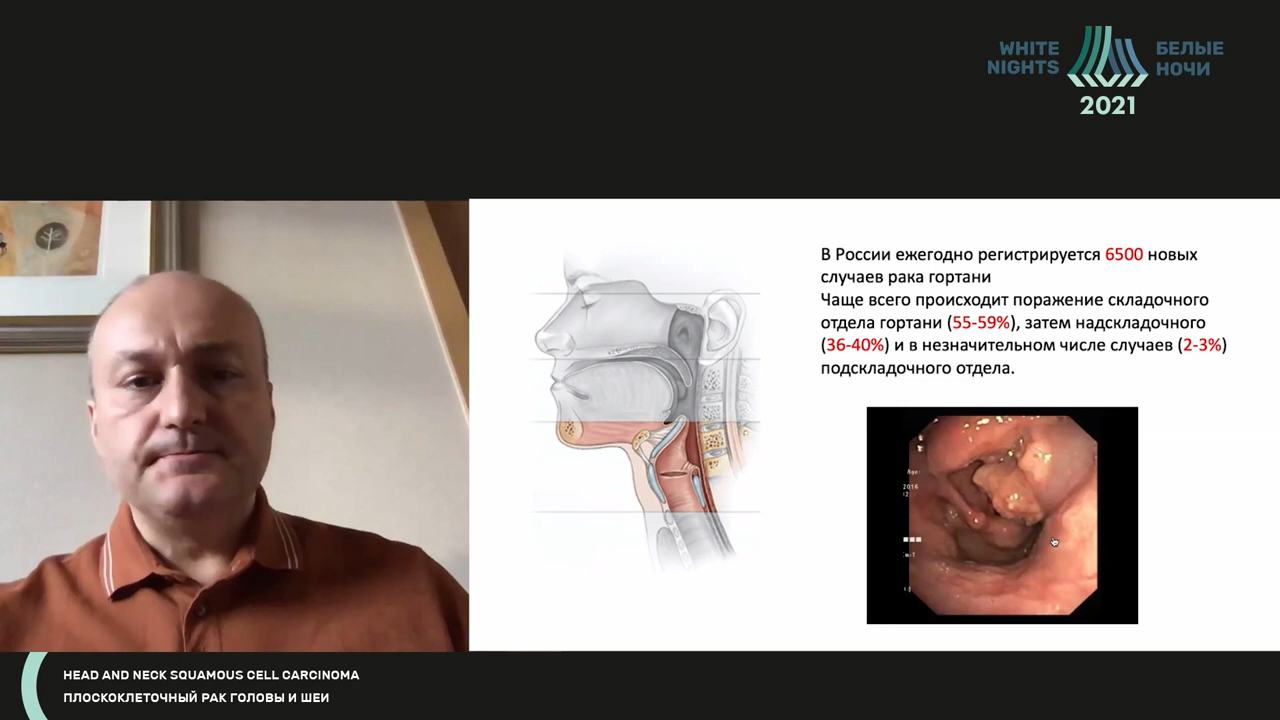 WHITE
NIGHTS
БЕЛЫЕ
НОЧИ
2021
В России ежегодно регистрируется 6500 новых
случаев рака гортани
Чаще всего происходит поражение складочного
отдела гортани (55-59%), затем надскладочного
(36-40%) и в незначительном числе случаев (2-3%)
подскладочного отдела.
Age:
2016
HEAD AND NECK SQUAMOUS CELL CARCINOMA
ПЛОСКОКЛЕТОЧНЫЙ РАК ГОЛОВЫ И ШЕИ